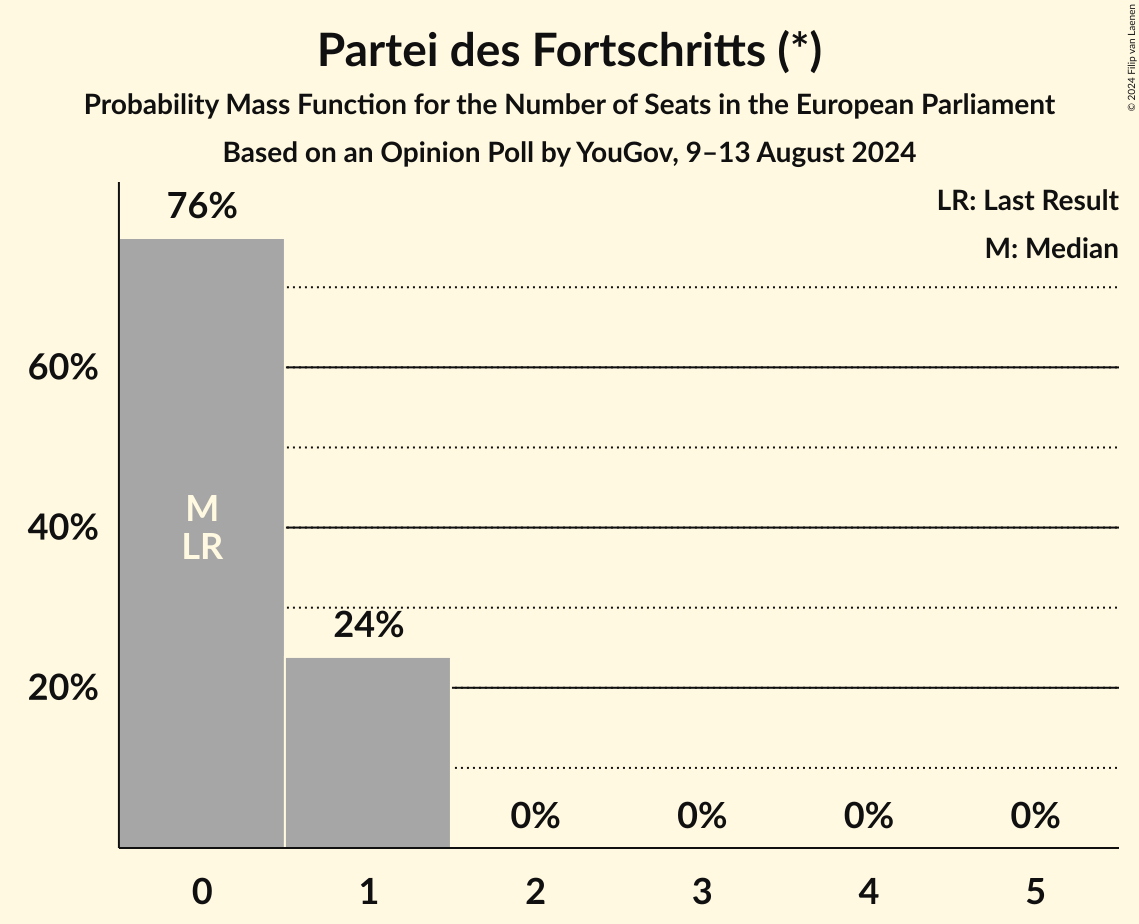 Partei des Fortschritts (*)
Probability Mass Function for the Number of Seats in the European Parliament
Based on an Opinion Poll by YouGov, 9–13 August 2024
© 2024 Filip van Laenen
LR: Last Result
M: Median
76%
60%
40%
20%
M
LR
24%
0%
0%
0%
0%
0
1
2
3
4
5